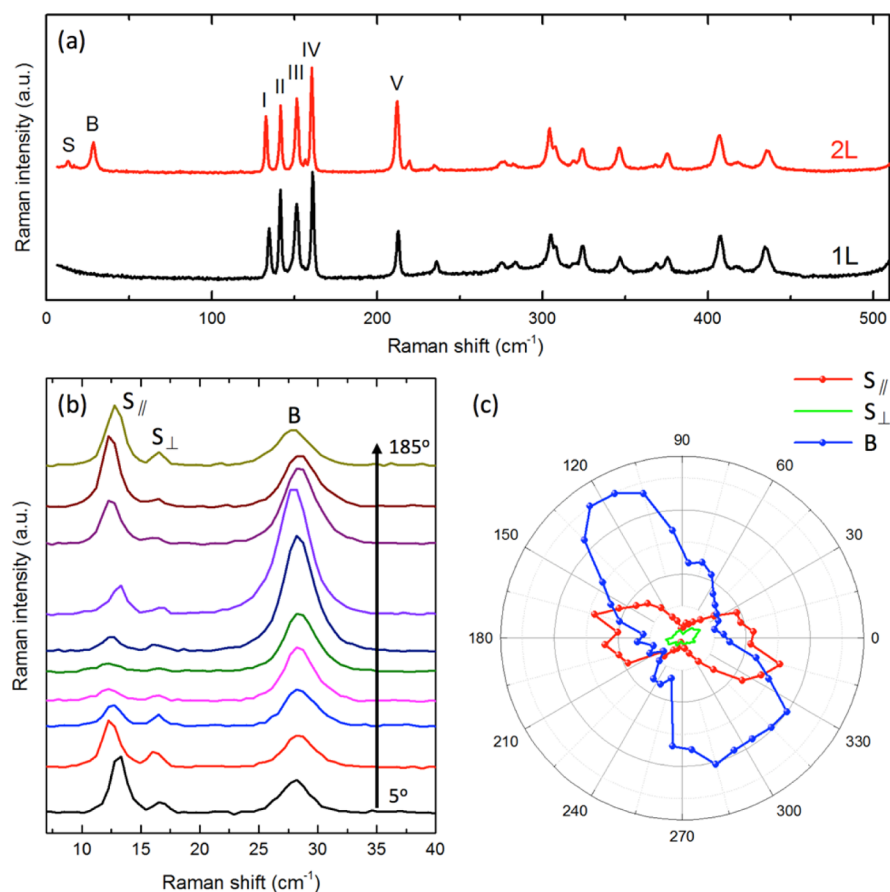 (a)
Raman intensity (a.u.)
S
B
I
II
III
IV
V
2L
1L
0 100 200 300 400 500
Raman shift (cm⁻¹)
(b)
Raman intensity (a.u.)
S//
S⊥
B
185º
5º
10 15 20 25 30 35 40
Raman shift (cm⁻¹)
(c)
S//
S⊥
B
90
120 60
150 30
180 0
210 330
240 300
270